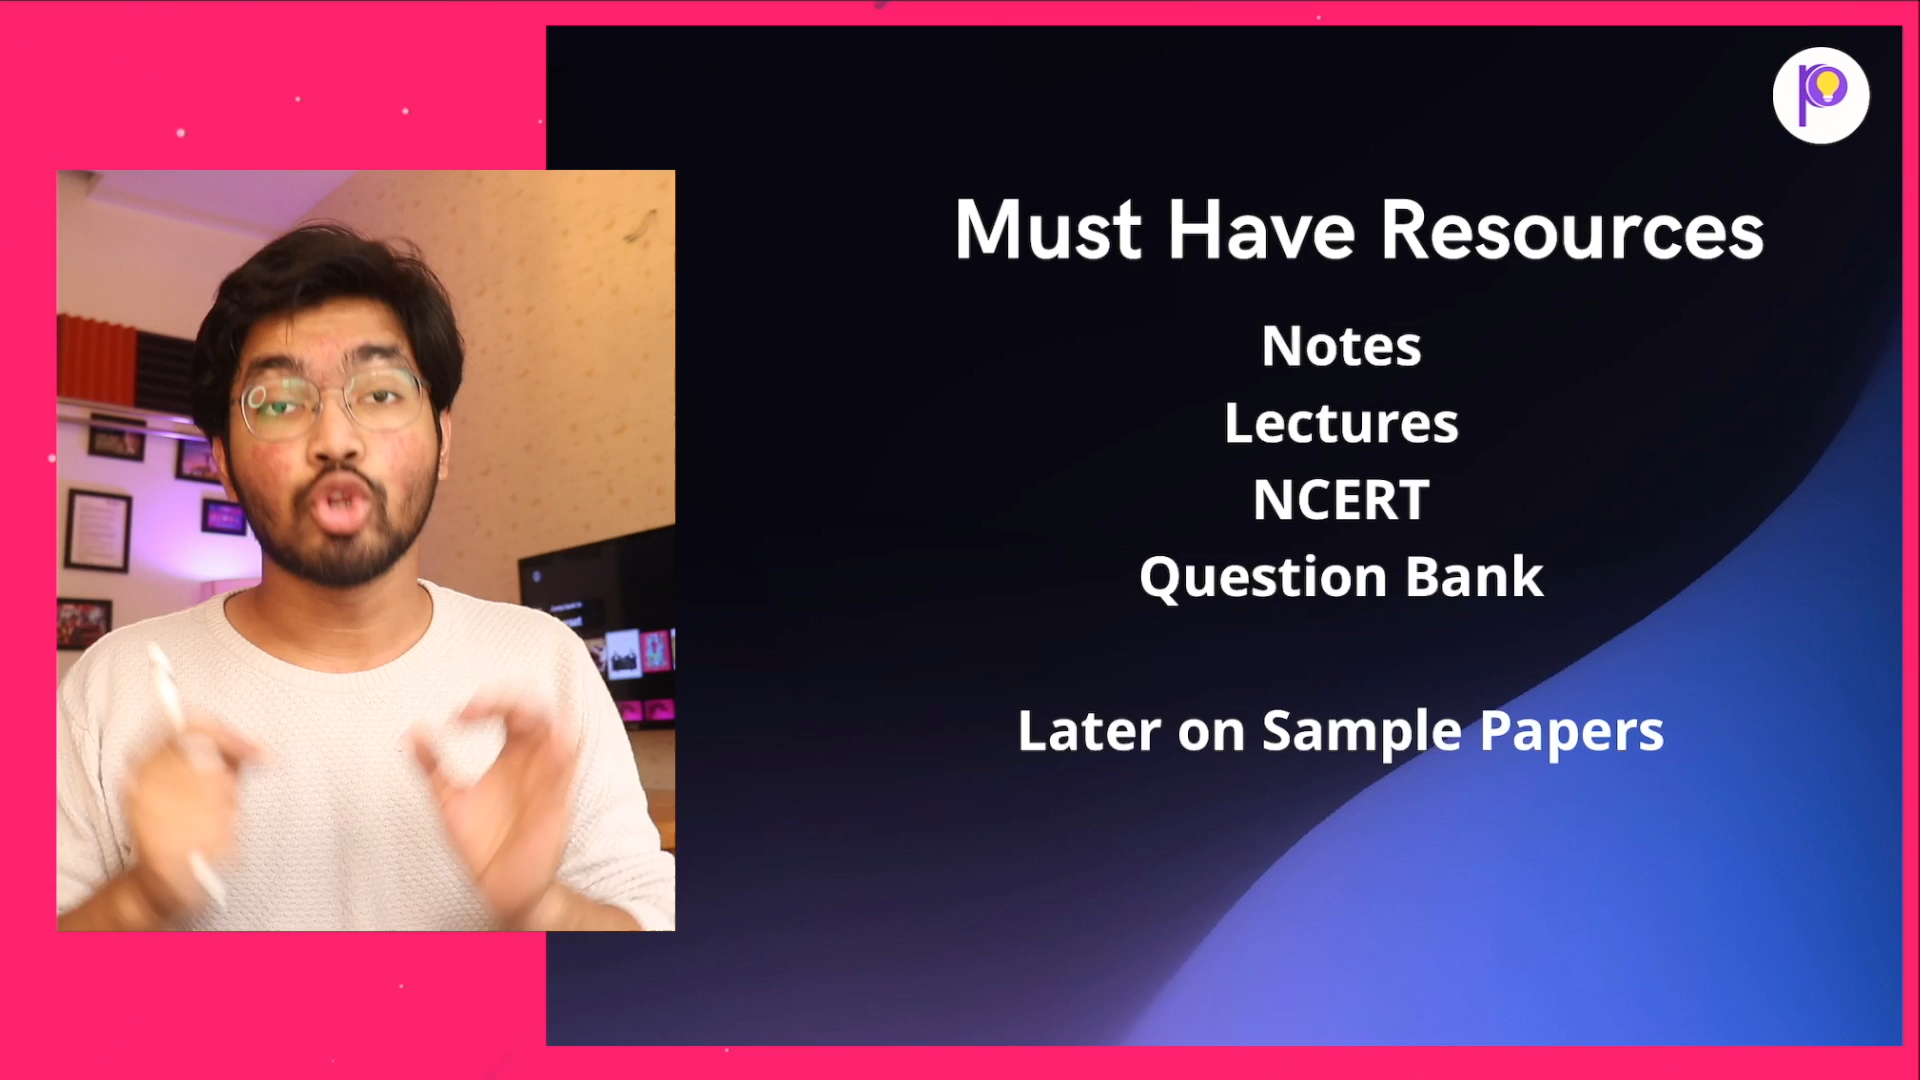 Must Have Resources
Notes
Lectures
NCERT
Question Bank
Later on Sample Papers